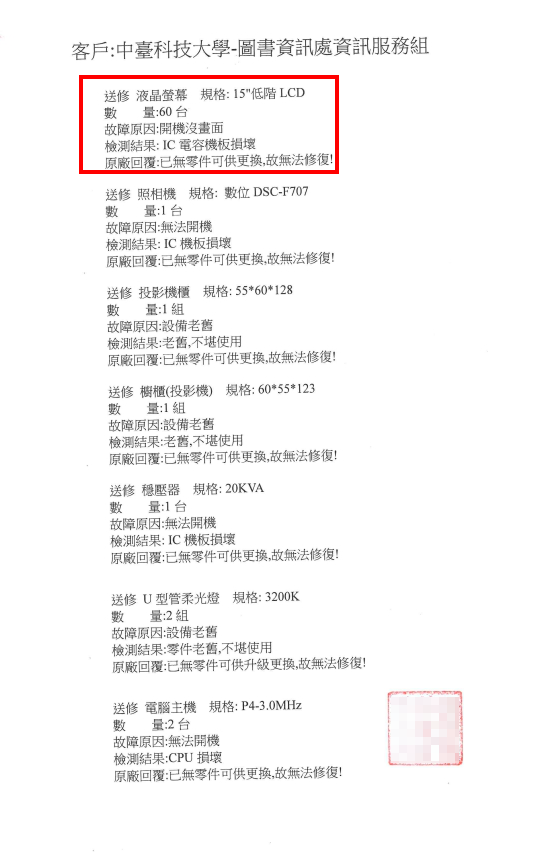 客戶:中臺科技大學-圖書資訊處資訊服務組
送修 液晶螢幕 規格: 15"低階 LCD
數 量:60 台
故障原因:開機沒畫面
檢測結果: IC 電容機板損壞
原廠回覆:已無零件可供更換,故無法修復!
送修 照相機 規格: 數位 DSC-F707
數 量:1 台
故障原因:無法開機
檢測結果: IC 機板損壞
原廠回覆:已無零件可供更換,故無法修復!
送修 投影機櫃 規格: 55*60*128
數 量:1 組
故障原因:設備老舊
檢測結果:老舊,不堪使用
原廠回覆:已無零件可供更換,故無法修復!
送修 櫥櫃(投影機) 規格: 60*55*123
數 量:1 組
故障原因:設備老舊
檢測結果:老舊,不堪使用
原廠回覆:已無零件可供更換,故無法修復!
送修 穩壓器 規格: 20KVA
數 量:1 台
故障原因:無法開機
檢測結果: IC 機板損壞
原廠回覆:已無零件可供更換,故無法修復!
送修 U 型管柔光燈 規格: 3200K
數 量:2 組
故障原因:設備老舊
檢測結果:零件老舊,不堪使用
原廠回覆:已無零件可供升級更換,故無法修復!
送修 電腦主機 規格: P4-3.0MHz
數 量:2 台
故障原因:無法開機
檢測結果:CPU 損壞
原廠回覆:已無零件可供更換,故無法修復!